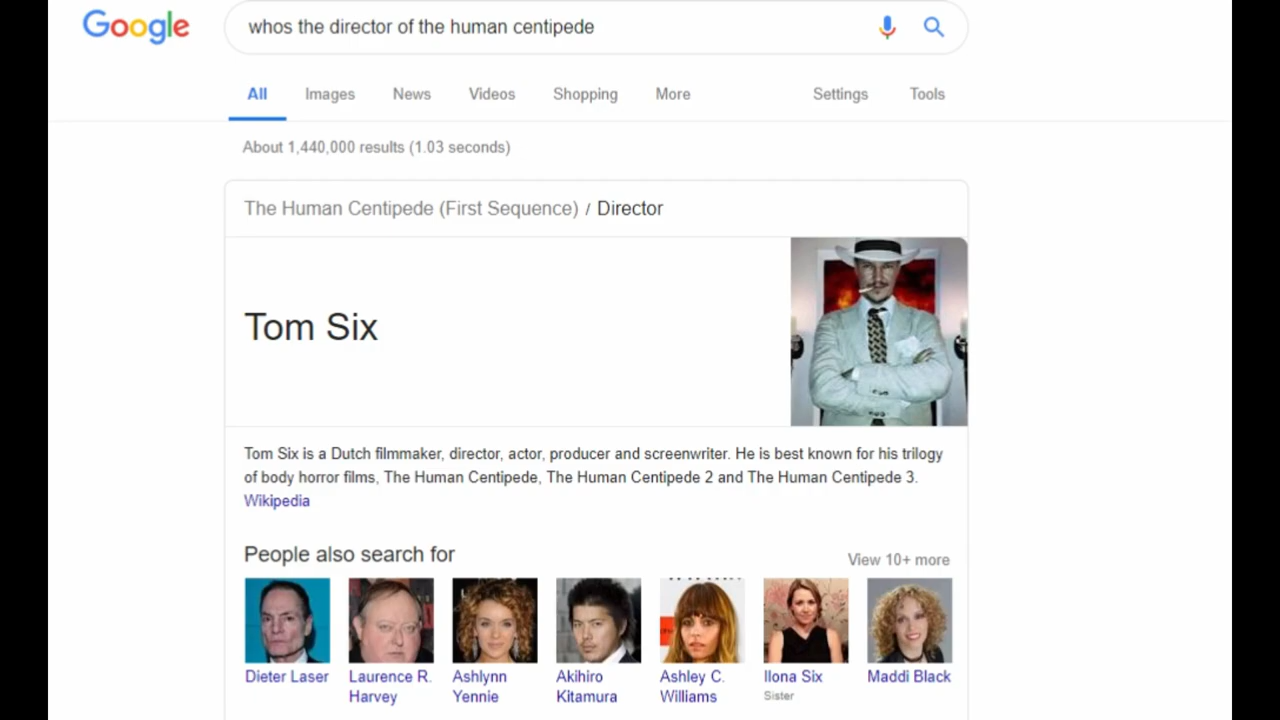 Google
whos the director of the human centipede
All Images News Videos Shopping More Settings Tools
About 1,440,000 results (1.03 seconds)
The Human Centipede (First Sequence) / Director
Tom Six
Tom Six is a Dutch filmmaker, director, actor, producer and screenwriter. He is best known for his trilogy
of body horror films, The Human Centipede, The Human Centipede 2 and The Human Centipede 3.
Wikipedia
People also search for
View 10+ more
Dieter Laser
Laurence R.
Harvey
Ashlynn
Yennie
Akihiro
Kitamura
Ashley C.
Williams
Ilona Six
Sister
Maddi Black